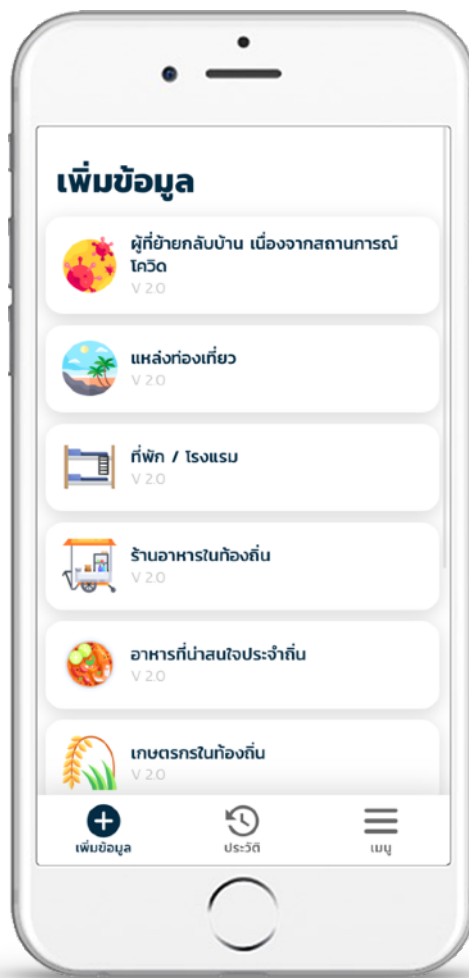 เพิ่มข้อมูล
ผู้ที่ย้ายกลับบ้าน เนื่องจากสถานการณ์
โควิด
V 2.0
แหล่งท่องเที่ยว
V 2.0
ที่พัก / โรงแรม
V 2.0
ร้านอาหารในท้องถิ่น
V 2.0
อาหารที่น่าสนใจประจำถิ่น
V 2.0
เกษตรกรในท้องถิ่น
V 2.0
เพิ่มข้อมูล
ประวัติ
เมนู